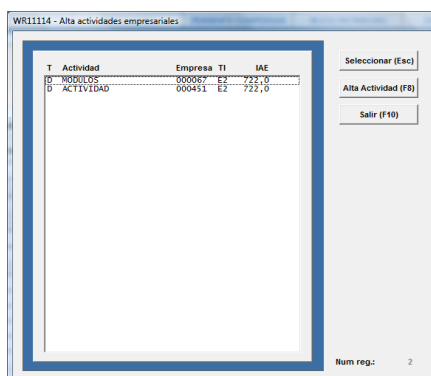 WR11114 - Alta actividades empresariales
Seleccionar (Esc)
T Actividad Empresa TI IAE
D MODULOS 000067 E2 722,0
D ACTIVIDAD 000451 E2 722,0
Alta Actividad (F8)
Salir (F10)
Num reg.: 2